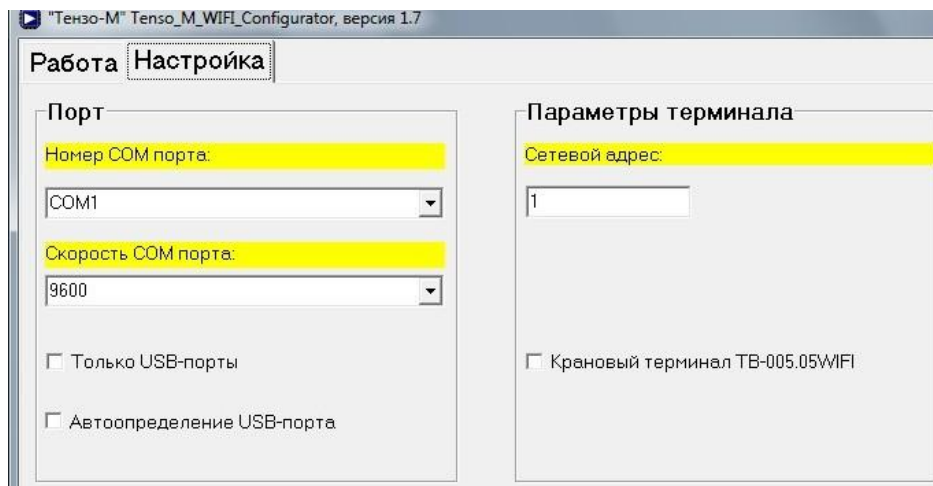 "Тензо-М" Tenso_M_WIFI_Configurator, версия 1.7
Работа Настройка
Порт
Номер COM порта:
COM1
Скорость COM порта:
9600
Только USB-порты
Автоопределение USB-порта
Параметры терминала
Сетевой адрес:
1
Крановый терминал ТВ-005.05WIFI